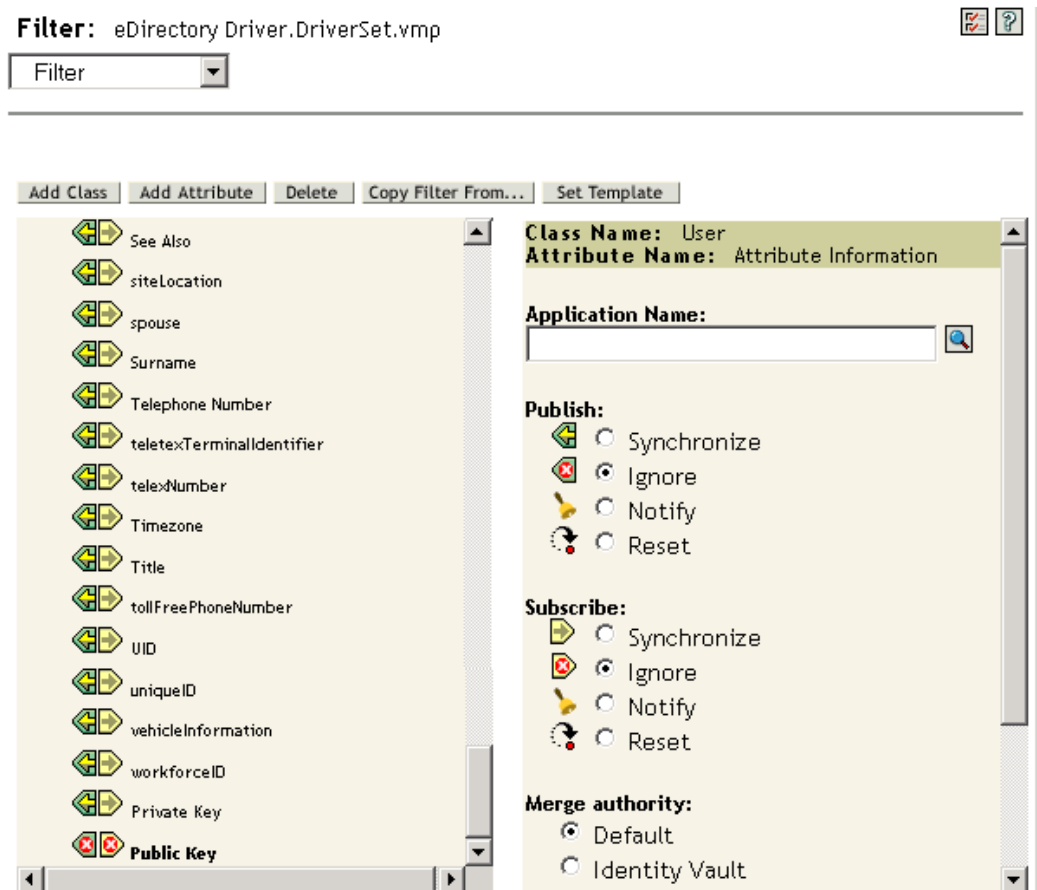 Filter: eDirectory Driver.DriverSet.vmp
Filter
Add Class Add Attribute Delete Copy Filter From... Set Template
See Also
siteLocation
spouse
Surname
Telephone Number
teletexTerminalIdentifier
telexNumber
Timezone
Title
tollFreePhoneNumber
UID
uniqueID
vehicleInformation
workforceID
Private Key
Public Key
Class Name: User
Attribute Name: Attribute Information
Application Name:
Publish:
Synchronize
Ignore
Notify
Reset
Subscribe:
Synchronize
Ignore
Notify
Reset
Merge authority:
Default
Identity Vault